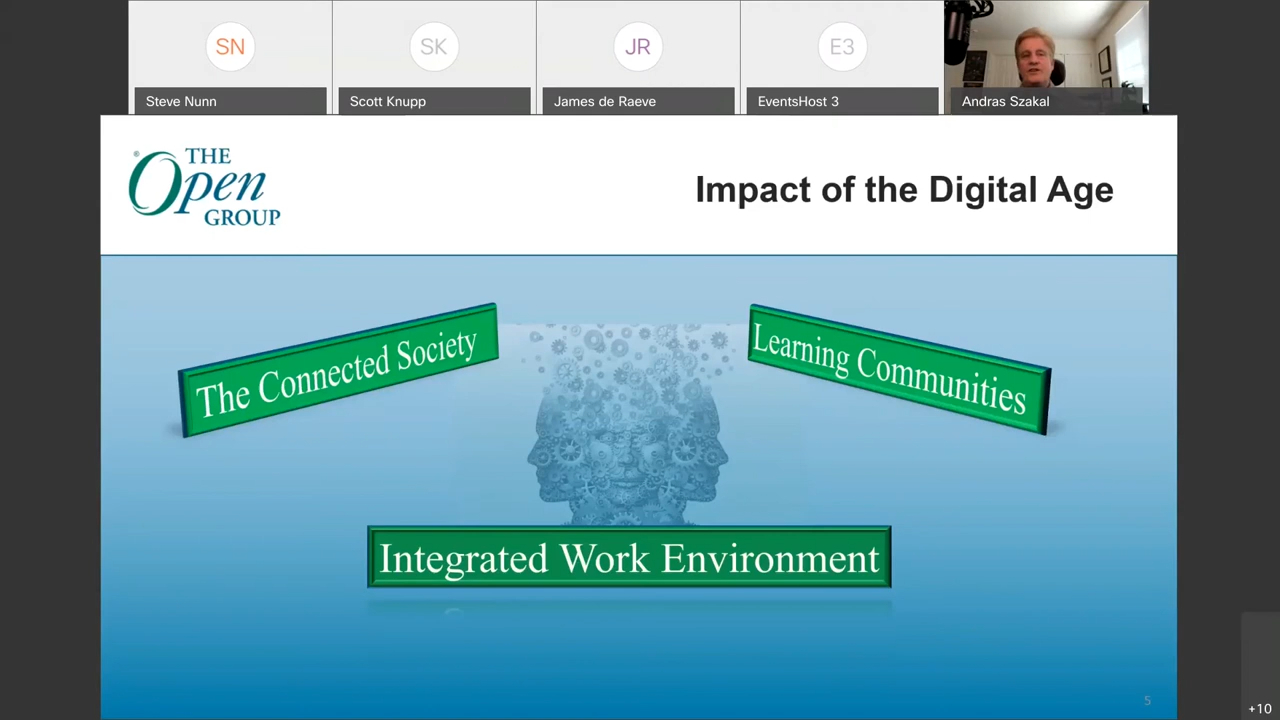 SN
SK
JR
E3
Steve Nunn
Scott Knupp
James de Raeve
EventsHost 3
Andras Szakal
® THE
Open
GROUP
Impact of the Digital Age
The Connected Society
Learning Communities
Integrated Work Environment
5
+10